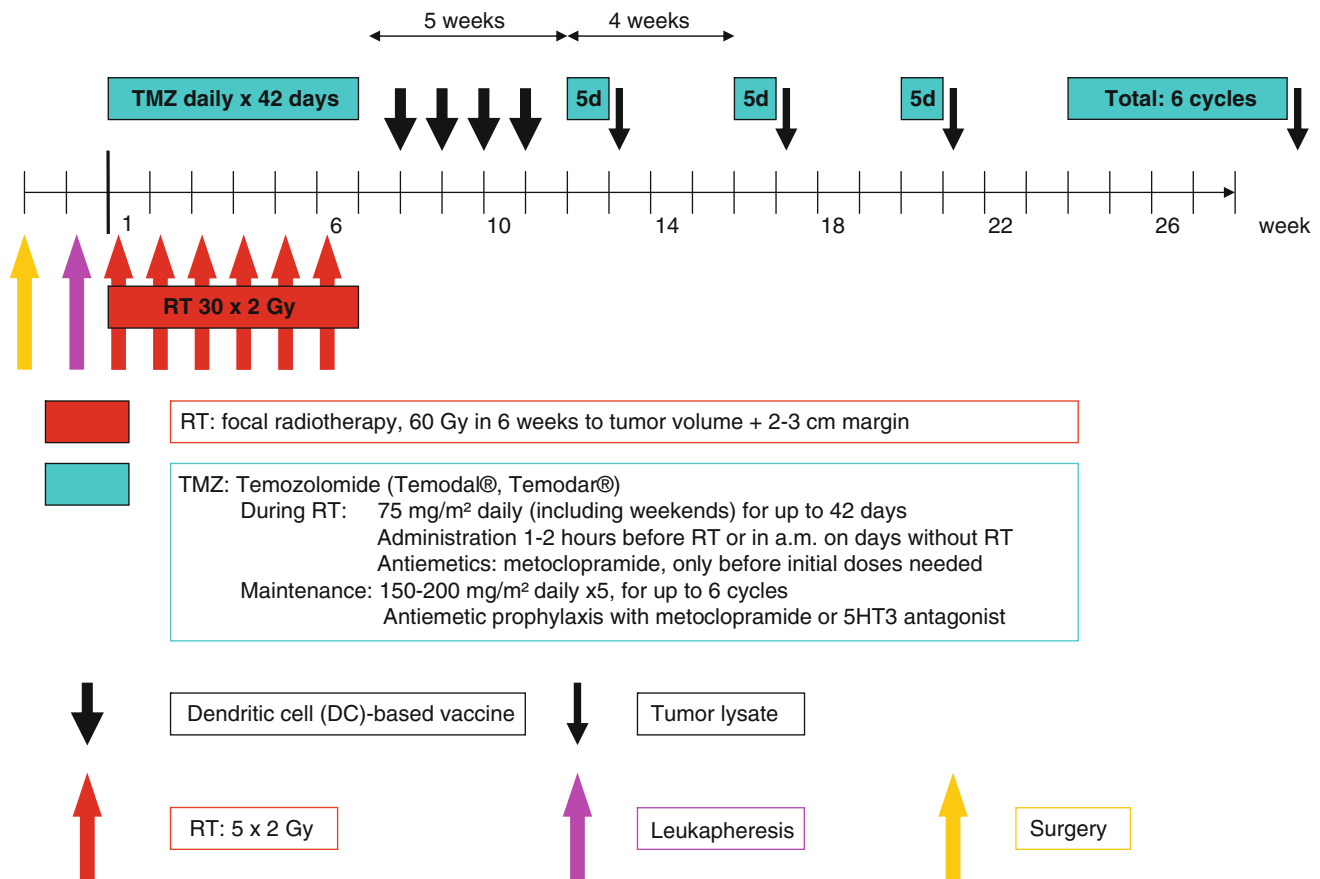 5 weeks
4 weeks
TMZ daily x 42 days
5d
5d
5d
Total: 6 cycles
1
6
10
14
18
22
26
week
RT 30 x 2 Gy
RT: focal radiotherapy, 60 Gy in 6 weeks to tumor volume + 2-3 cm margin
TMZ: Temozolomide (Temodal®, Temodar®)
During RT: 75 mg/m² daily (including weekends) for up to 42 days
Administration 1-2 hours before RT or in a.m. on days without RT
Antiemetics: metoclopramide, only before initial doses needed
Maintenance: 150-200 mg/m² daily x5, for up to 6 cycles
Antiemetic prophylaxis with metoclopramide or 5HT3 antagonist
Dendritic cell (DC)-based vaccine
Tumor lysate
RT: 5 x 2 Gy
Leukapheresis
Surgery